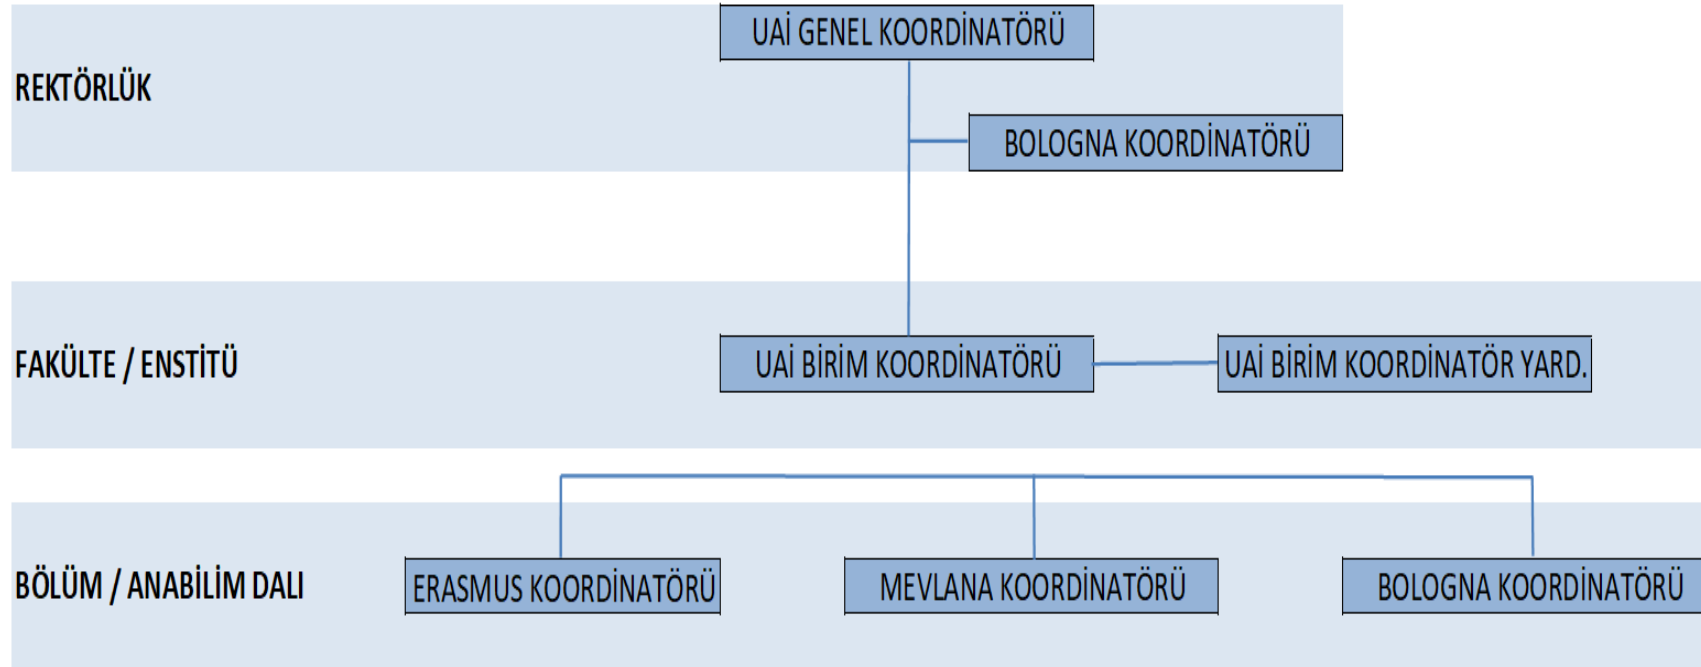 UAİ GENEL KOORDİNATÖRÜ
REKTÖRLÜK
BOLOGNA KOORDİNATÖRÜ
FAKÜLTE / ENSTİTÜ
UAİ BİRİM KOORDİNATÖRÜ
UAİ BİRİM KOORDİNATÖR YARD.
BÖLÜM / ANABİLİM DALI
ERASMUS KOORDİNATÖRÜ
MEVLANA KOORDİNATÖRÜ
BOLOGNA KOORDİNATÖRÜ